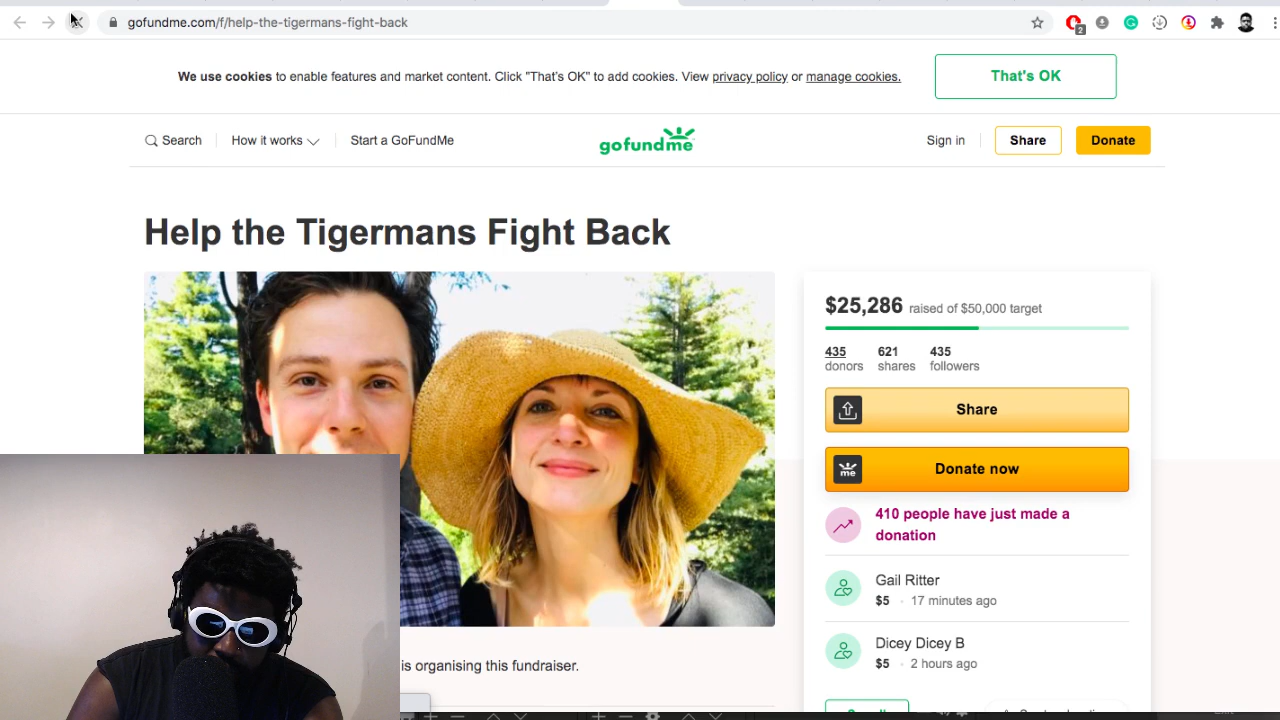 gofundme.com/f/help-the-tigermans-fight-back
2
We use cookies to enable features and market content. Click "That's OK" to add cookies. View privacy policy or manage cookies.
That's OK
Search
How it works
Start a GoFundMe
gofundme
Sign in
Share
Donate
Help the Tigermans Fight Back
$25,286 raised of $50,000 target
435 621 435
donors shares followers
Share
me Donate now
410 people have just made a
donation
Gail Ritter
$5 · 17 minutes ago
Dicey Dicey B
$5 · 2 hours ago
is organising this fundraiser.